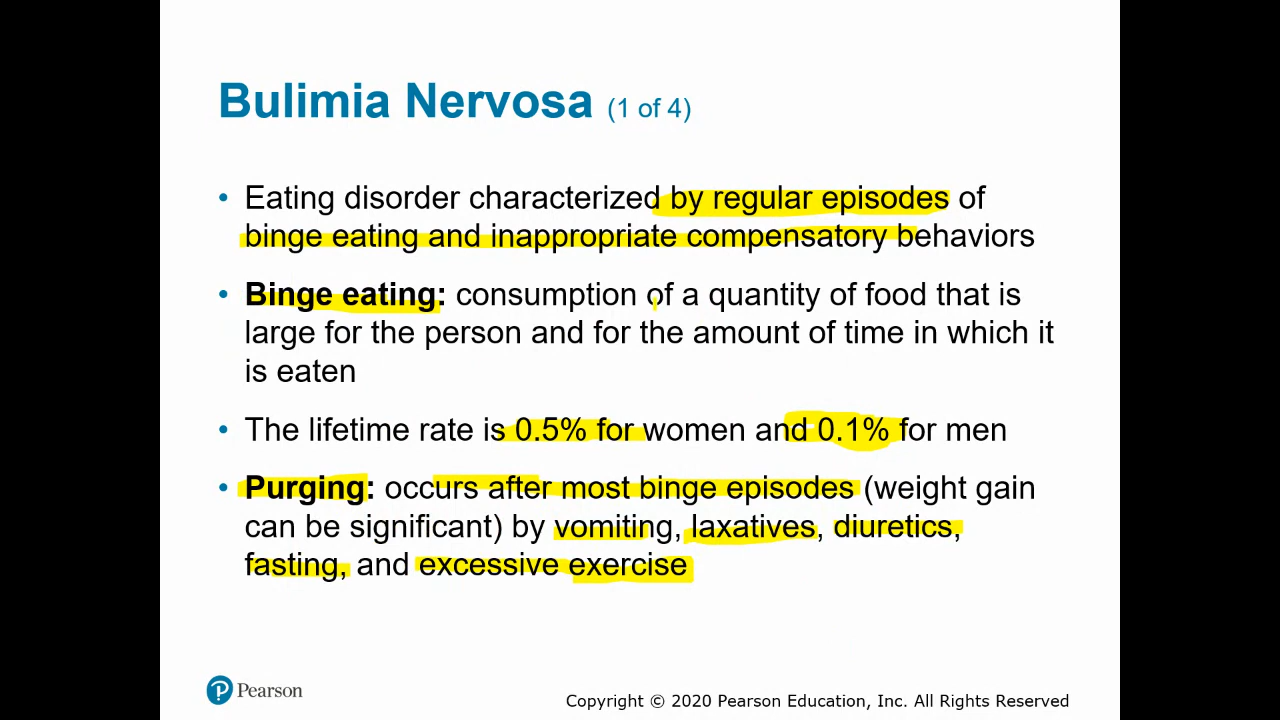 Bulimia Nervosa (1 of 4)
• Eating disorder characterized by regular episodes of
binge eating and inappropriate compensatory behaviors
• Binge eating: consumption of a quantity of food that is
large for the person and for the amount of time in which it
is eaten
• The lifetime rate is 0.5% for women and 0.1% for men
• Purging: occurs after most binge episodes (weight gain
can be significant) by vomiting, laxatives, diuretics,
fasting, and excessive exercise
Pearson
Copyright © 2020 Pearson Education, Inc. All Rights Reserved